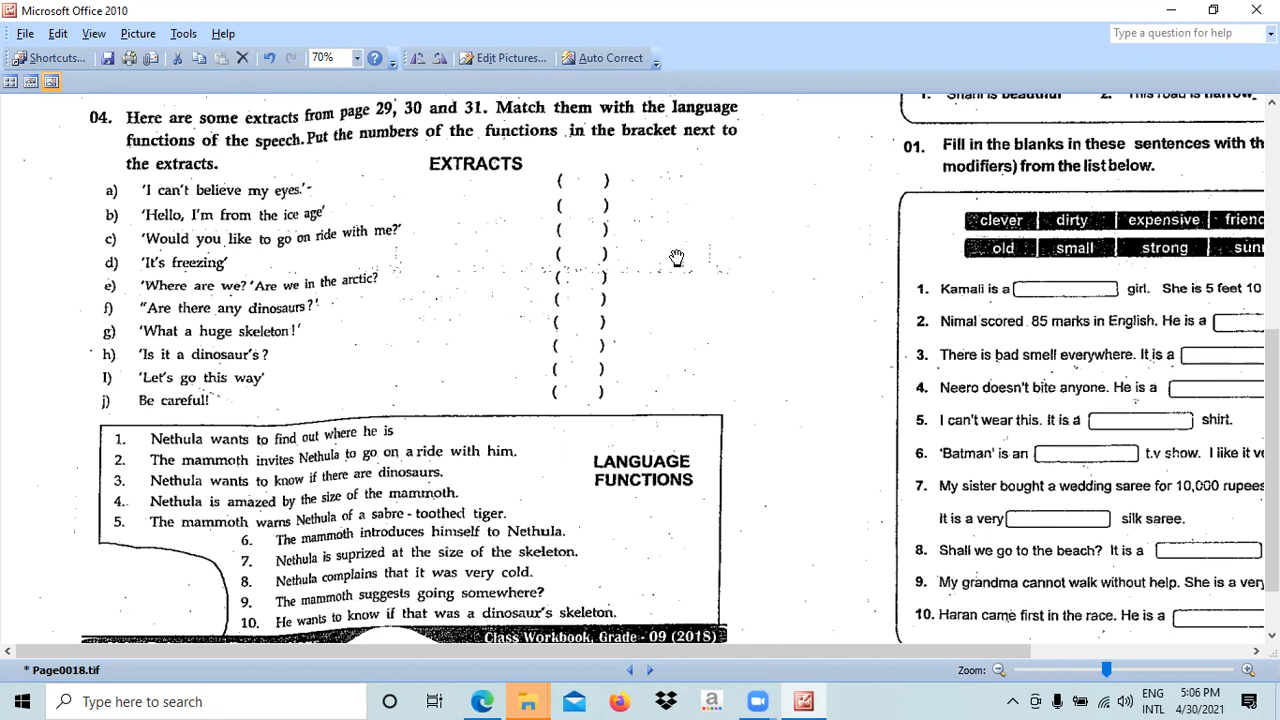 Microsoft Office 2010
File Edit View Picture Tools Help
Type a question for help
Shortcuts...
70%
Edit Pictures...
Auto Correct
04. Here are some extracts from page 29, 30 and 31. Match them with the language
functions of the speech. Put the numbers of the functions in the bracket next to
the extracts.
EXTRACTS
a) 'I can't believe my eyes.' ( )
b) 'Hello, I'm from the ice age' ( )
c) 'Would you like to go on ride with me?' ( )
d) 'It's freezing' ( )
e) 'Where are we? 'Are we in the arctic? ( )
f) "Are there any dinosaurs?' ( )
g) 'What a huge skeleton!' ( )
h) 'Is it a dinosaur's? ( )
I) 'Let's go this way' ( )
j) Be careful! ( )
LANGUAGE
FUNCTIONS
1. Nethula wants to find out where he is
2. The mammoth invites Nethula to go on a ride with him.
3. Nethula wants to know if there are dinosaurs.
4. Nethula is amazed by the size of the mammoth.
5. The mammoth warns Nethula of a sabre - toothed tiger.
6. The mammoth introduces himself to Nethula.
7. Nethula is suprized at the size of the skeleton.
8. Nethula complains that it was very cold.
9. The mammoth suggests going somewhere?
10. He wants to know if that was a dinosaur's skeleton.
Class Workbook, Grade - 09 (2018)
1. Shani is beautiful 2. This road is narrow.
01. Fill in the blanks in these sentences with th
modifiers) from the list below.
clever dirty expensive friend
old small strong sun
1. Kamali is a girl. She is 5 feet 10
2. Nimal scored 85 marks in English. He is a
3. There is bad smell everywhere. It is a
4. Neero doesn't bite anyone. He is a
5. I can't wear this. It is a shirt.
6. 'Batman' is an t.v show. I like it ve
7. My sister bought a wedding saree for 10,000 rupees
It is a very silk saree.
8. Shall we go to the beach? It is a
9. My grandma cannot walk without help. She is a very
10. Haran came first in the race. He is a
* Page0018.tif
Zoom:
Type here to search
ENG
INTL
5:06 PM
4/30/2021